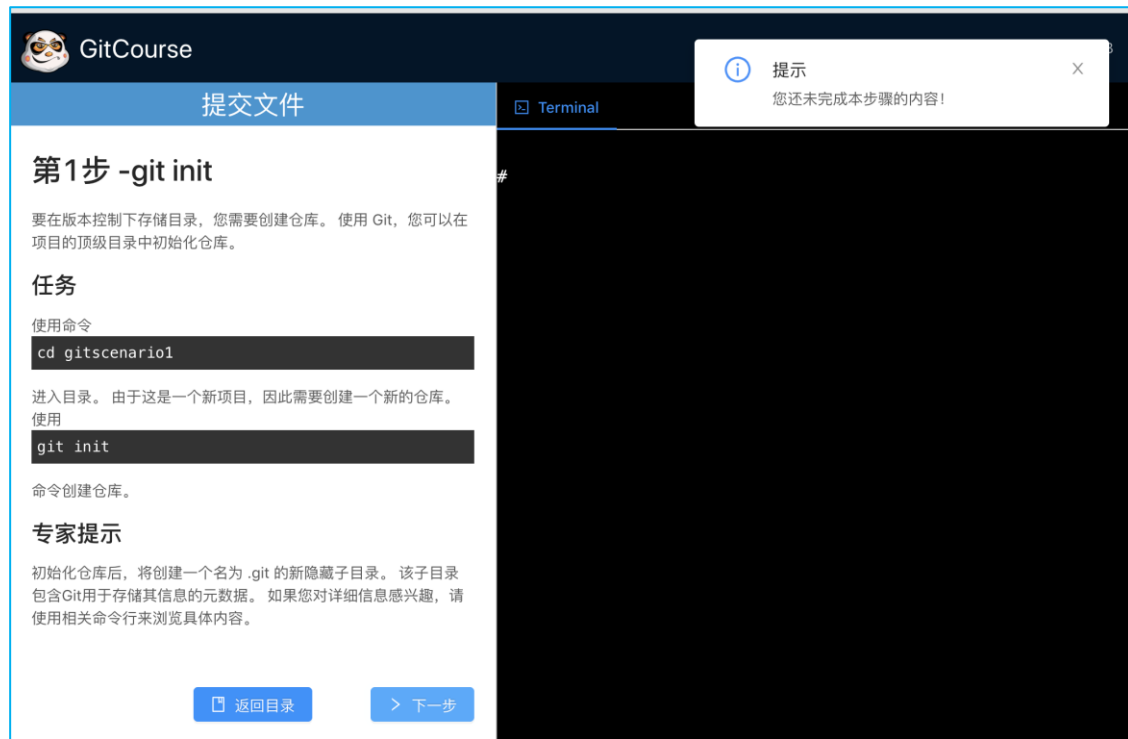 GitCourse
提示
您还未完成本步骤的内容!
提交文件
Terminal
第1步 -git init
#
要在版本控制下存储目录，您需要创建仓库。 使用 Git，您可以在
项目的顶级目录中初始化仓库。
任务
使用命令
cd gitscenario1
进入目录。 由于这是一个新项目，因此需要创建一个新的仓库。
使用
git init
命令创建仓库。
专家提示
初始化仓库后，将创建一个名为 .git 的新隐藏子目录。 该子目录
包含Git用于存储其信息的元数据。 如果您对详细信息感兴趣，请
使用相关命令行来浏览具体内容。
返回目录
下一步